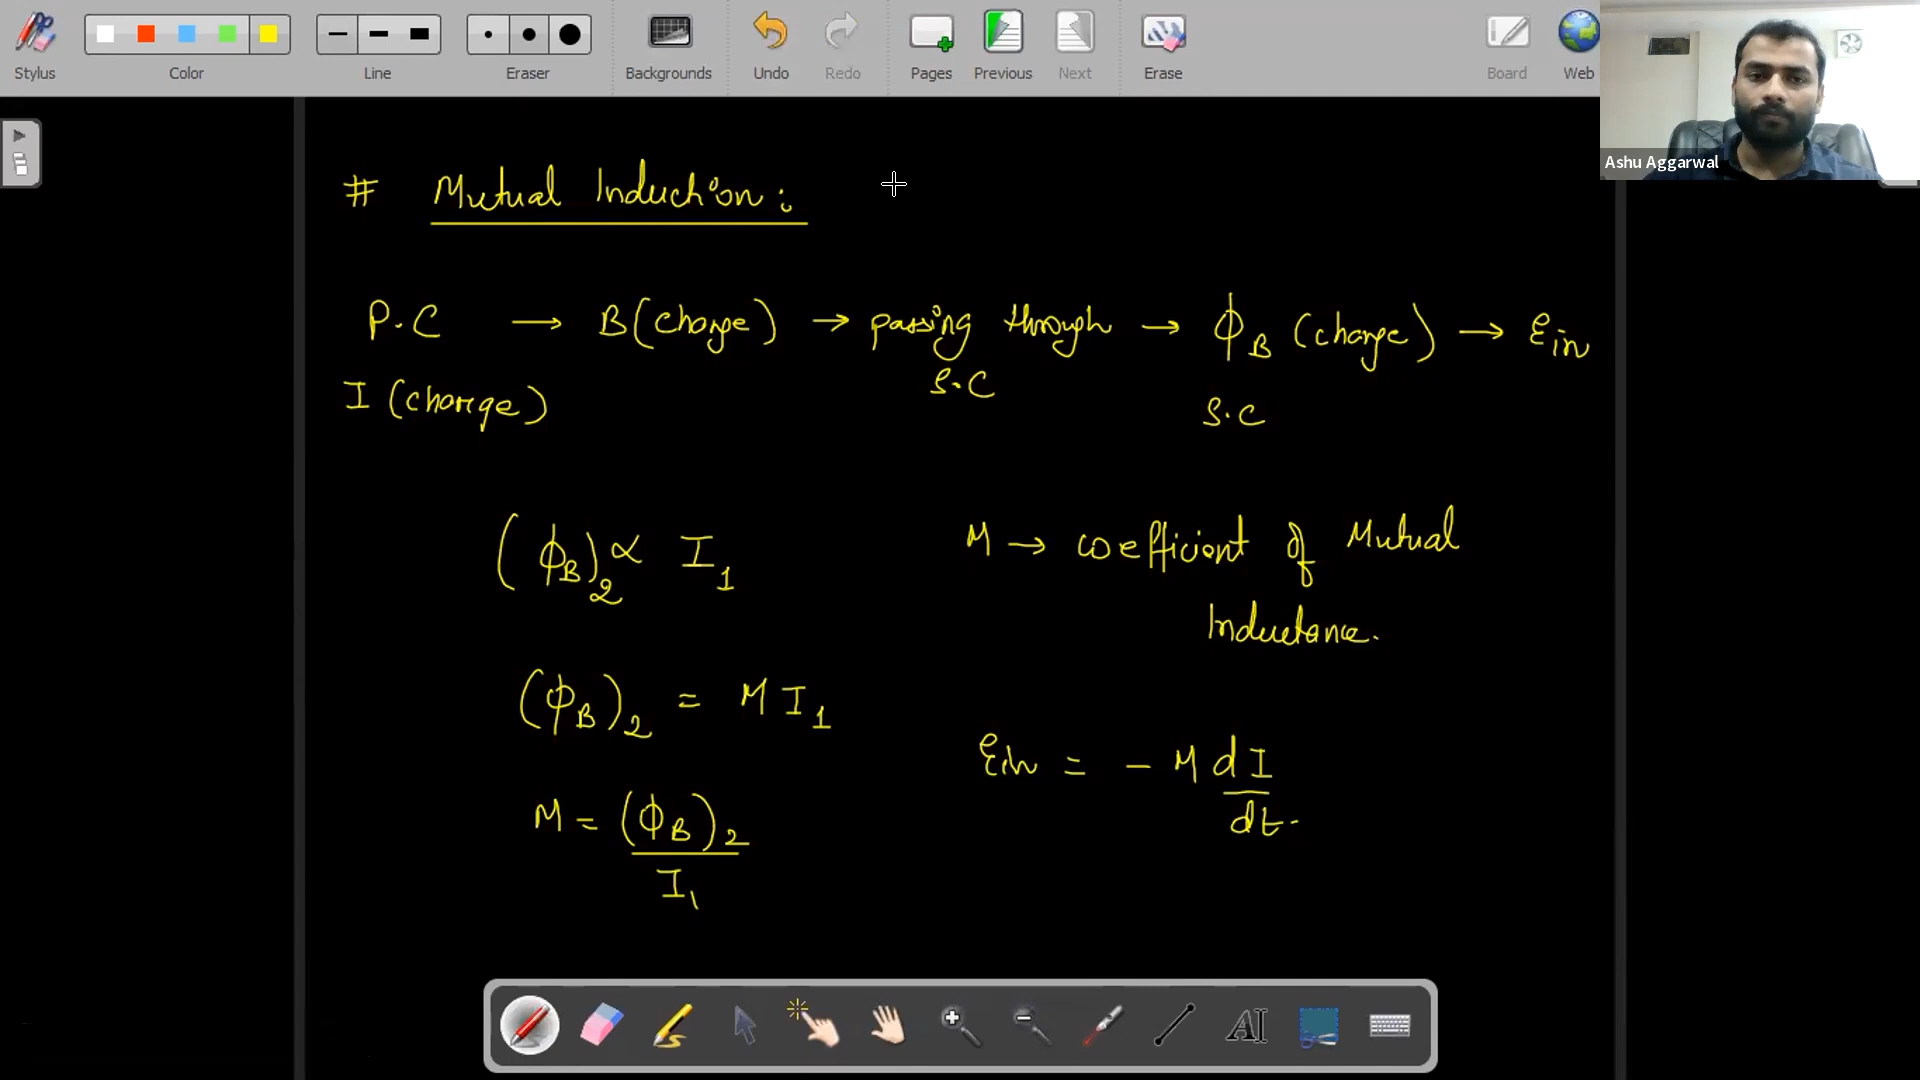 Stylus Color Line Eraser Backgrounds Undo Redo Pages Previous Next Erase Board Web
Ashu Aggarwal
# Mutual Induction:
P.C → B(change) → passing through → ϕB (change) → εin
I (change) S.C S.C
(ϕB)2 ∝ I1
M → coefficient of Mutual
Inductance.
(ϕB)2 = M I1
εin = - M dI/dt.
M = (ϕB)2/I1